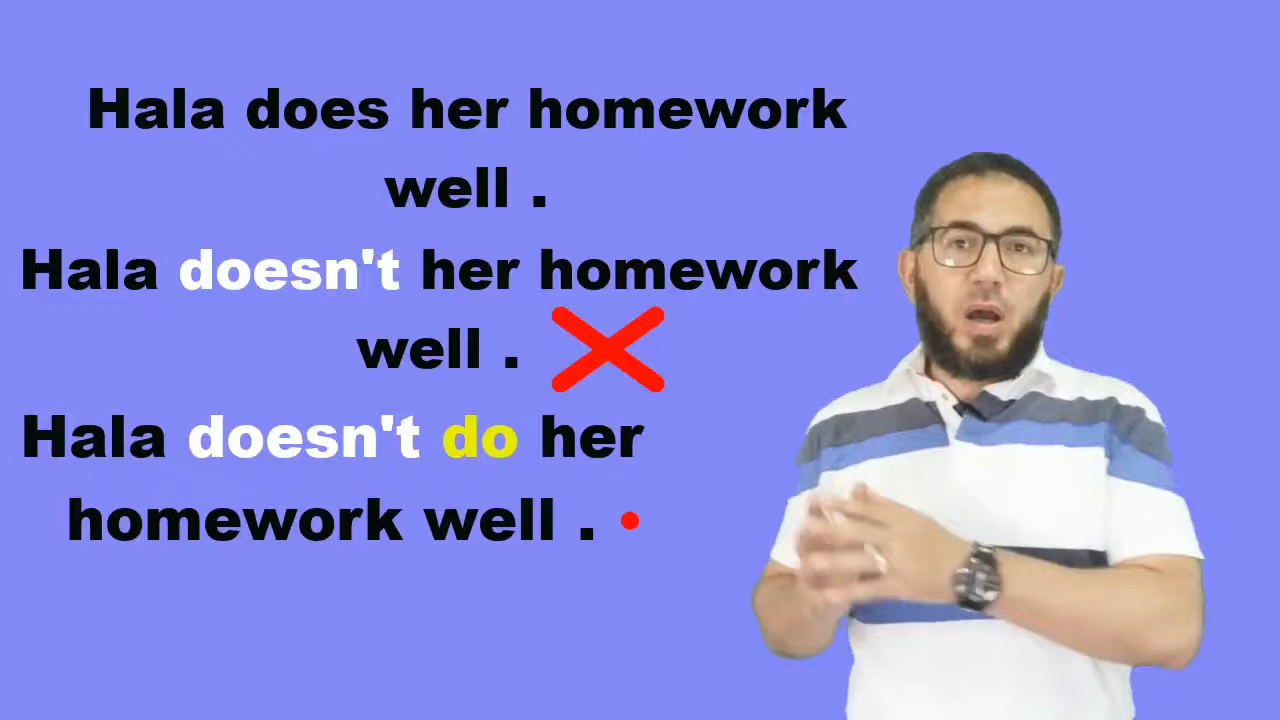 Hala does her homework
well .
Hala doesn't her homework
well .
Hala doesn't do her
homework well .